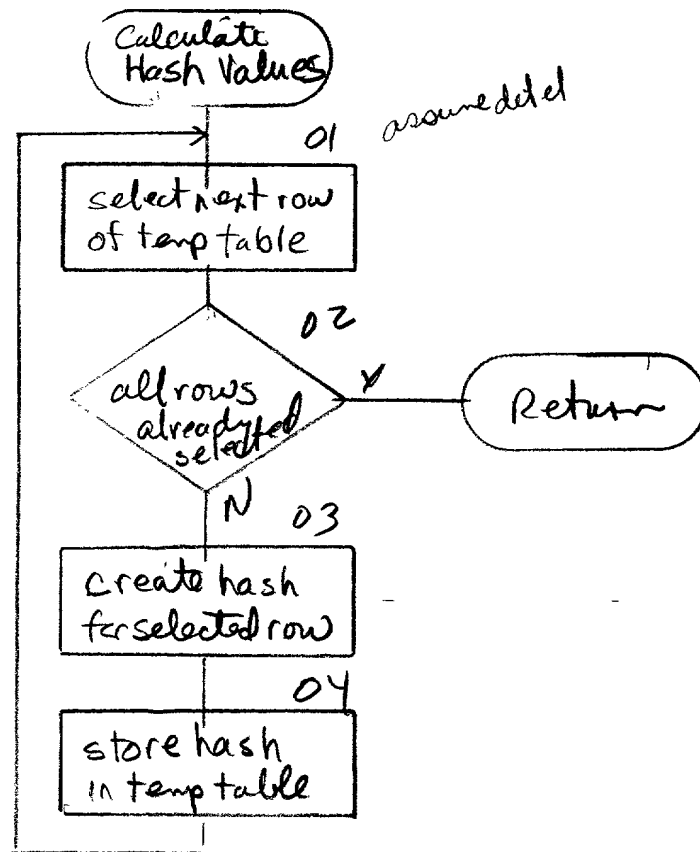 Calculate
Hash Values
01
assume
select next row
of temp table
02
all rows
already
selected
Y
Return
N
03
create hash
for selected row
04
store hash
in temp table